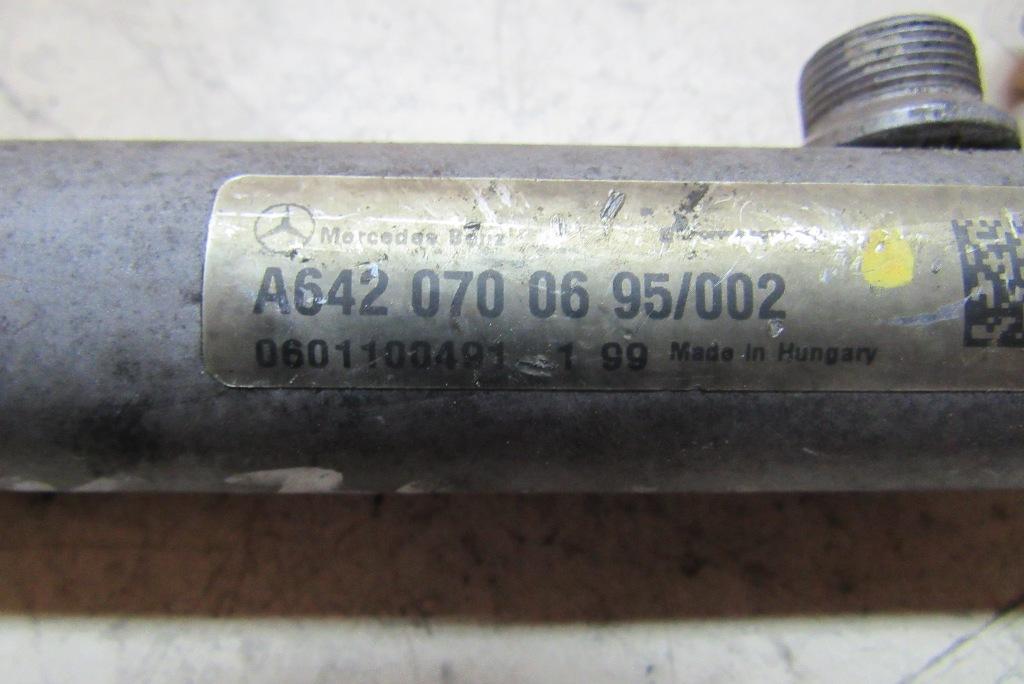 Mercedes Benz
A642 070 06 95/002
0601100491 1 99 Made in Hungary